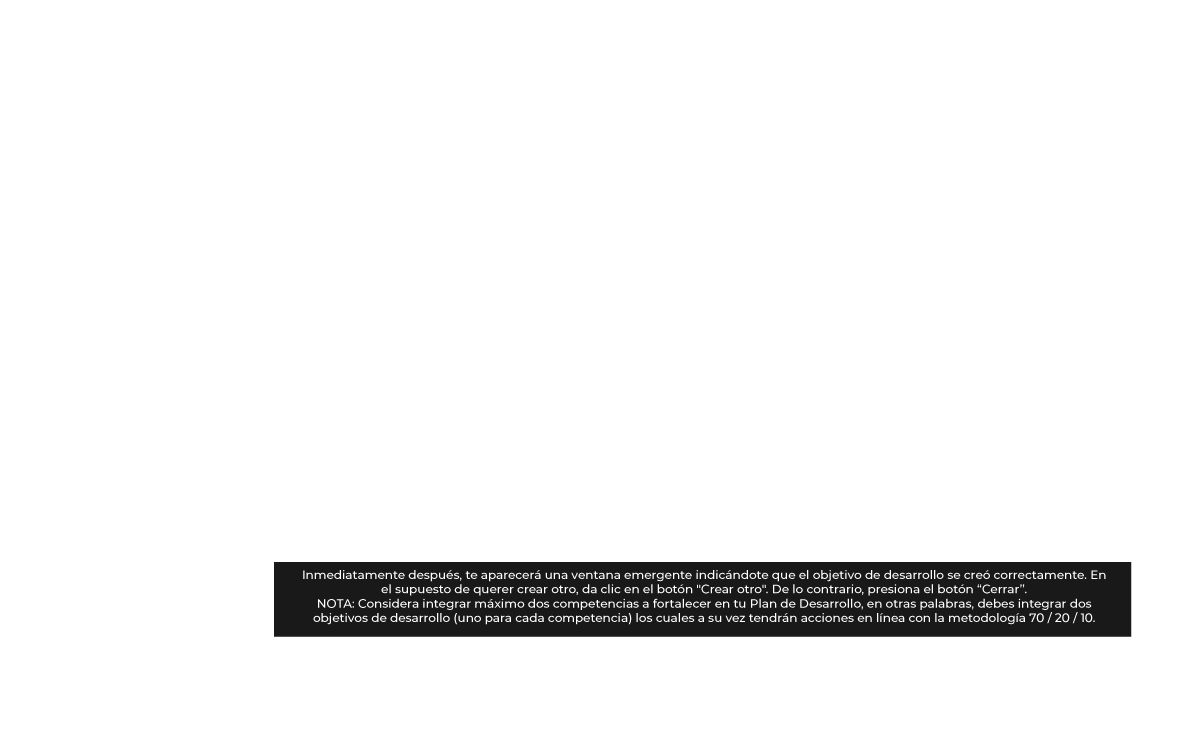 Inmediatamente después, te aparecerá una ventana emergente indicándote que el objetivo de desarrollo se creó correctamente. En
el supuesto de querer crear otro, da clic en el botón "Crear otro". De lo contrario, presiona el botón “Cerrar”.
NOTA: Considera integrar máximo dos competencias a fortalecer en tu Plan de Desarrollo, en otras palabras, debes integrar dos
objetivos de desarrollo (uno para cada competencia) los cuales a su vez tendrán acciones en línea con la metodología 70 / 20 / 10.